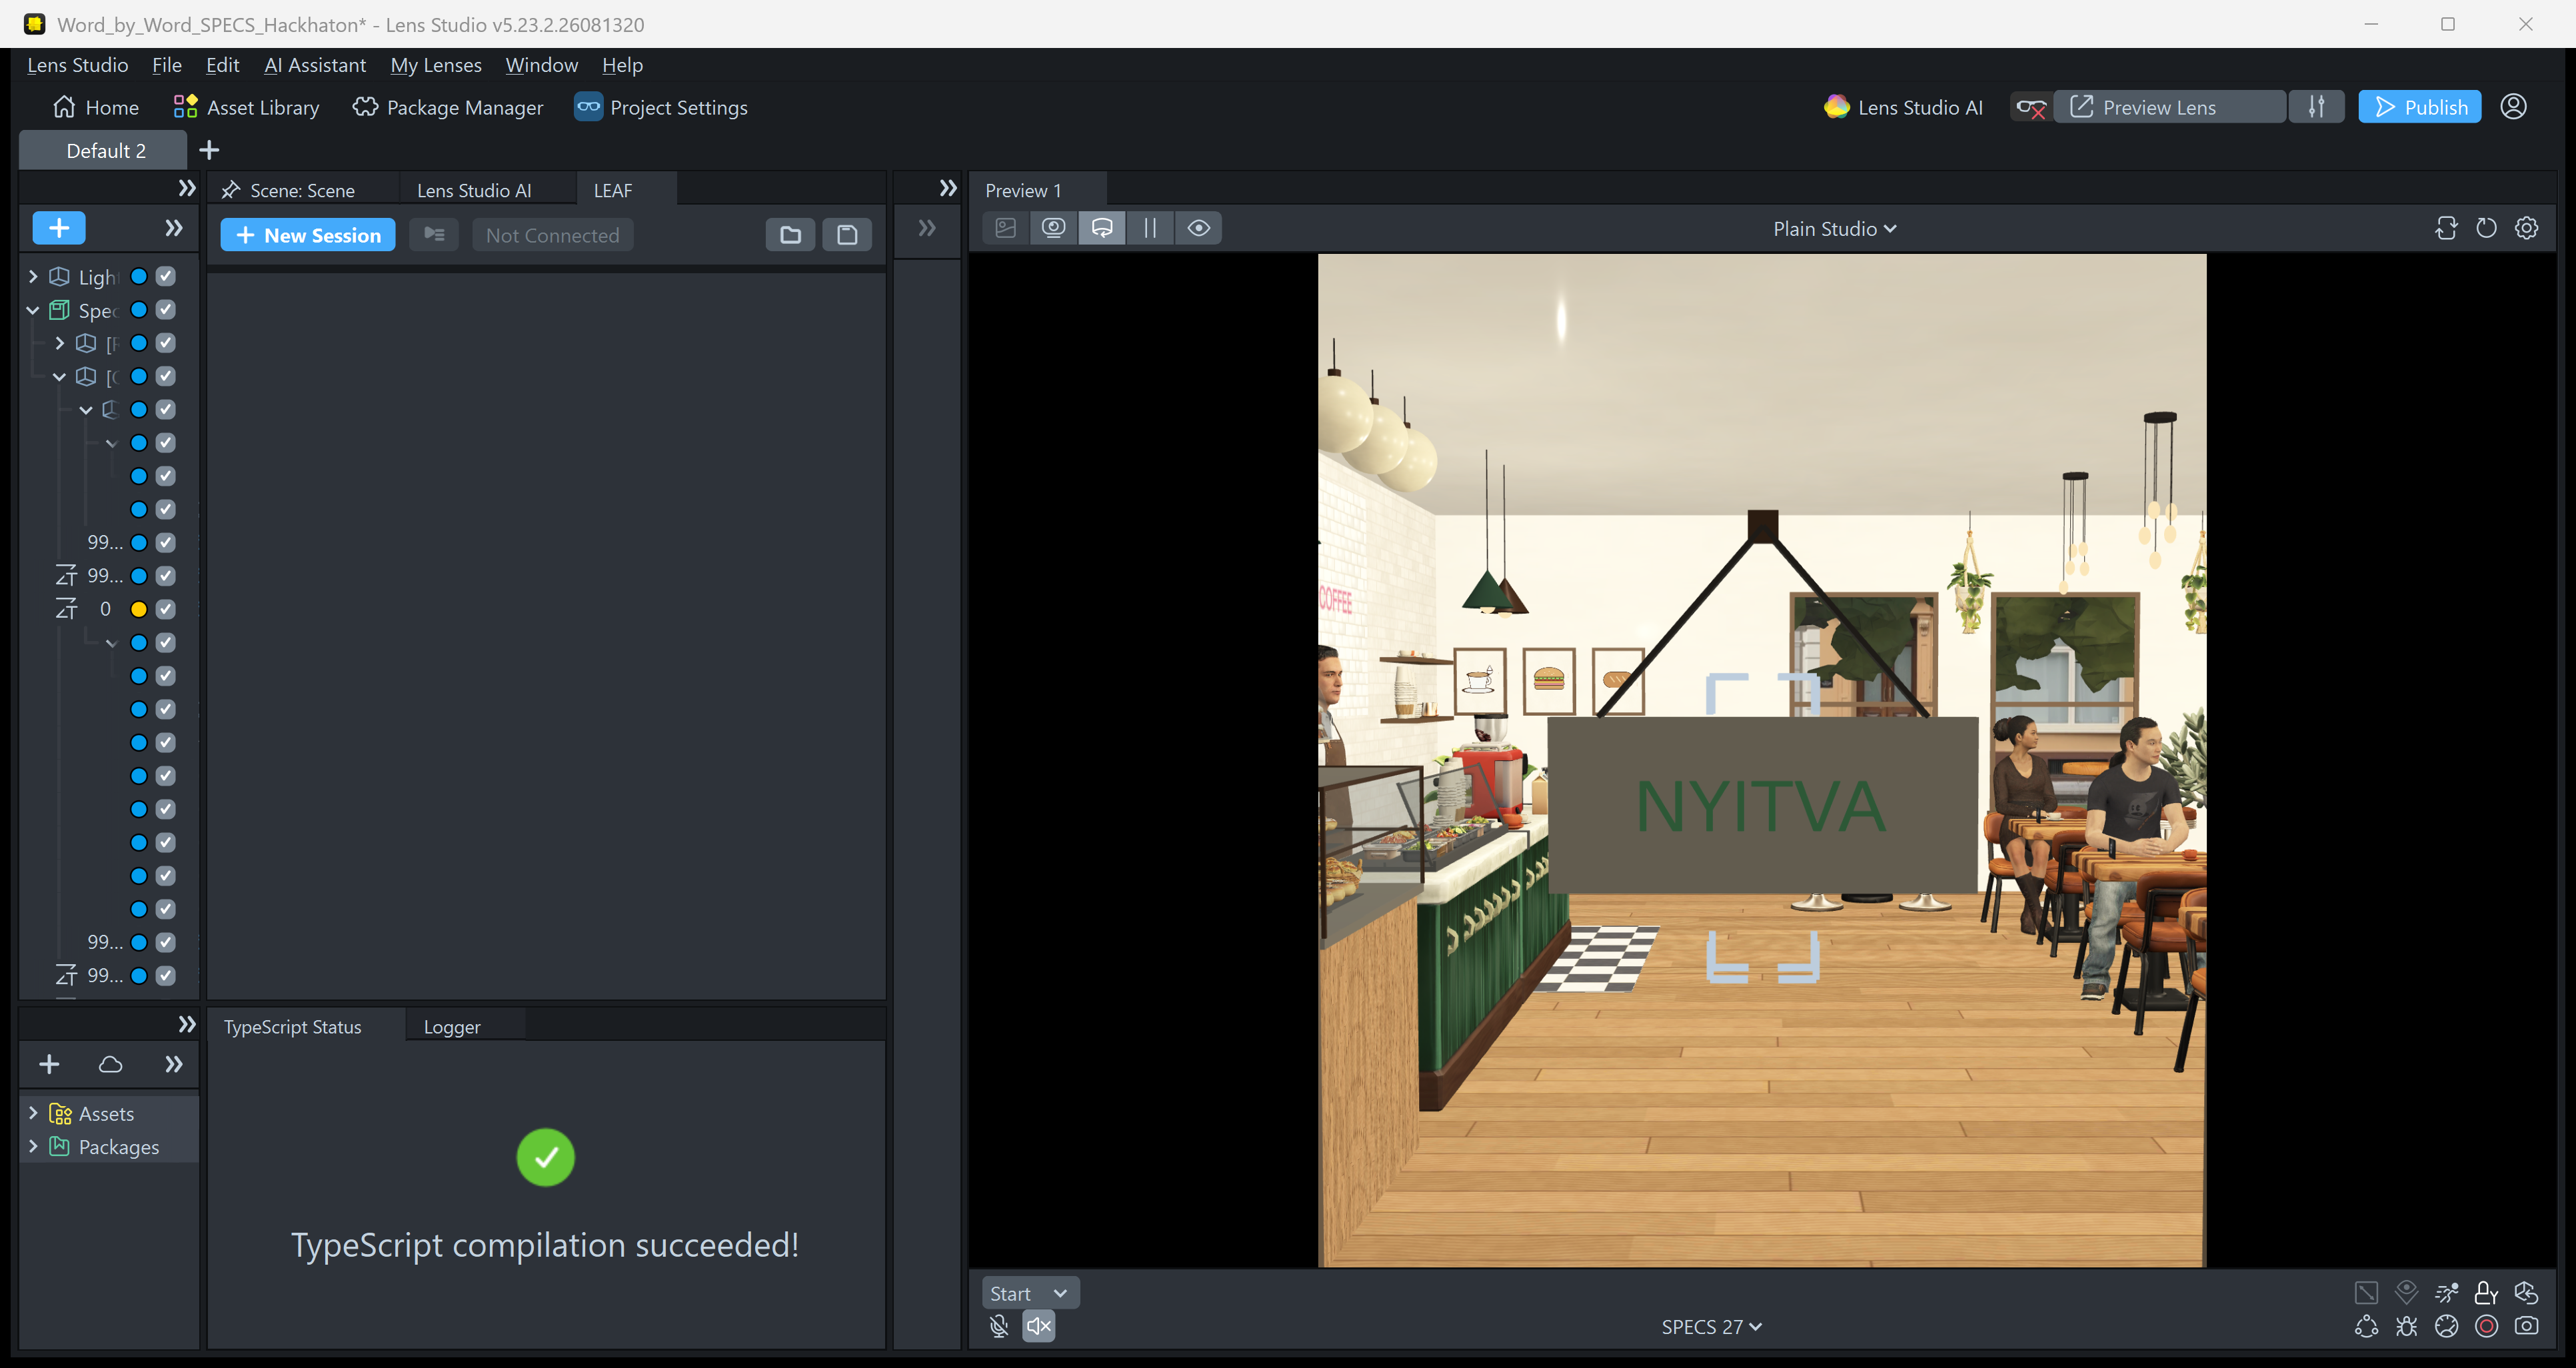 Word_by_Word_SPECS_Hackhaton* - Lens Studio v5.23.2.26081320
Lens Studio File Edit AI Assistant My Lenses Window Help
Home Asset Library Package Manager Project Settings Lens Studio AI Preview Lens Publish
Default 2
Scene: Scene Lens Studio AI LEAF Preview 1
New Session Not Connected Plain Studio
Ligh
Spec
99...
99...
0
99...
99...
COFFEE
NYITVA
TypeScript Status Logger
Assets
Packages
TypeScript compilation succeeded!
Start
SPECS 27